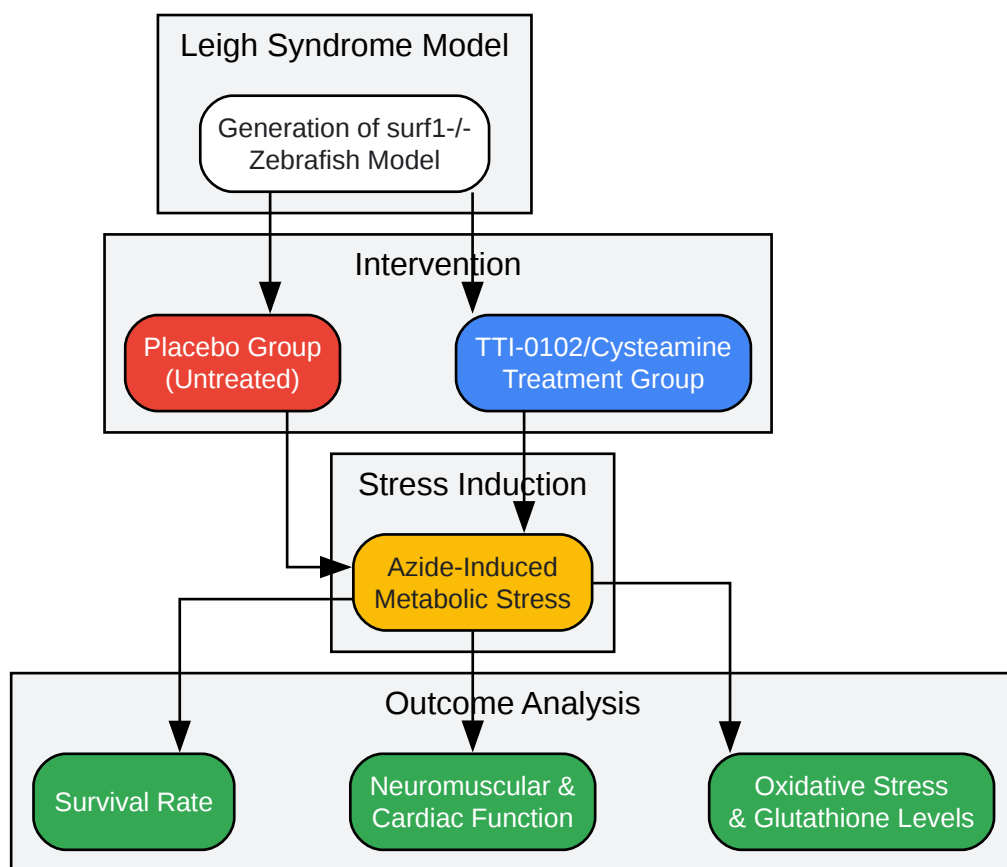 Leigh Syndrome Model
Generation of surf1-/-
Zebrafish Model
Intervention
Placebo Group
(Untreated)
TTI-0102/Cysteamine
Treatment Group
Stress Induction
Azide-Induced
Metabolic Stress
Outcome Analysis
Survival Rate
Neuromuscular &
Cardiac Function
Oxidative Stress
& Glutathione Levels